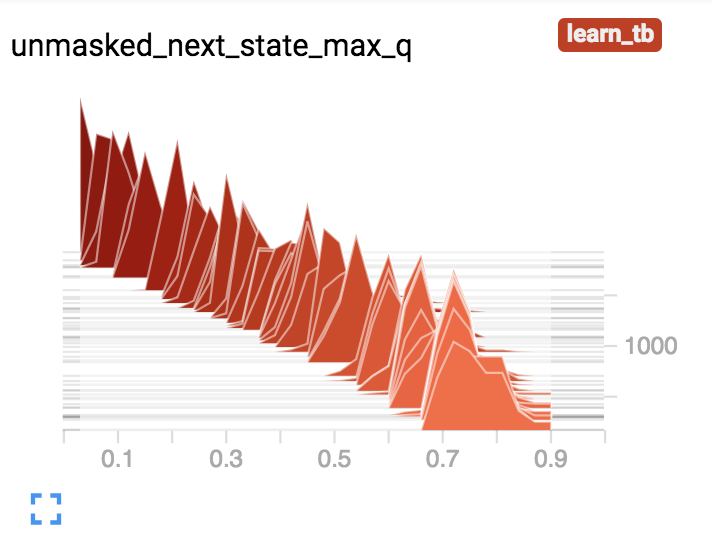 unmasked_next_state_max_q
learn_tb
1000
0.1 0.3 0.5 0.7 0.9